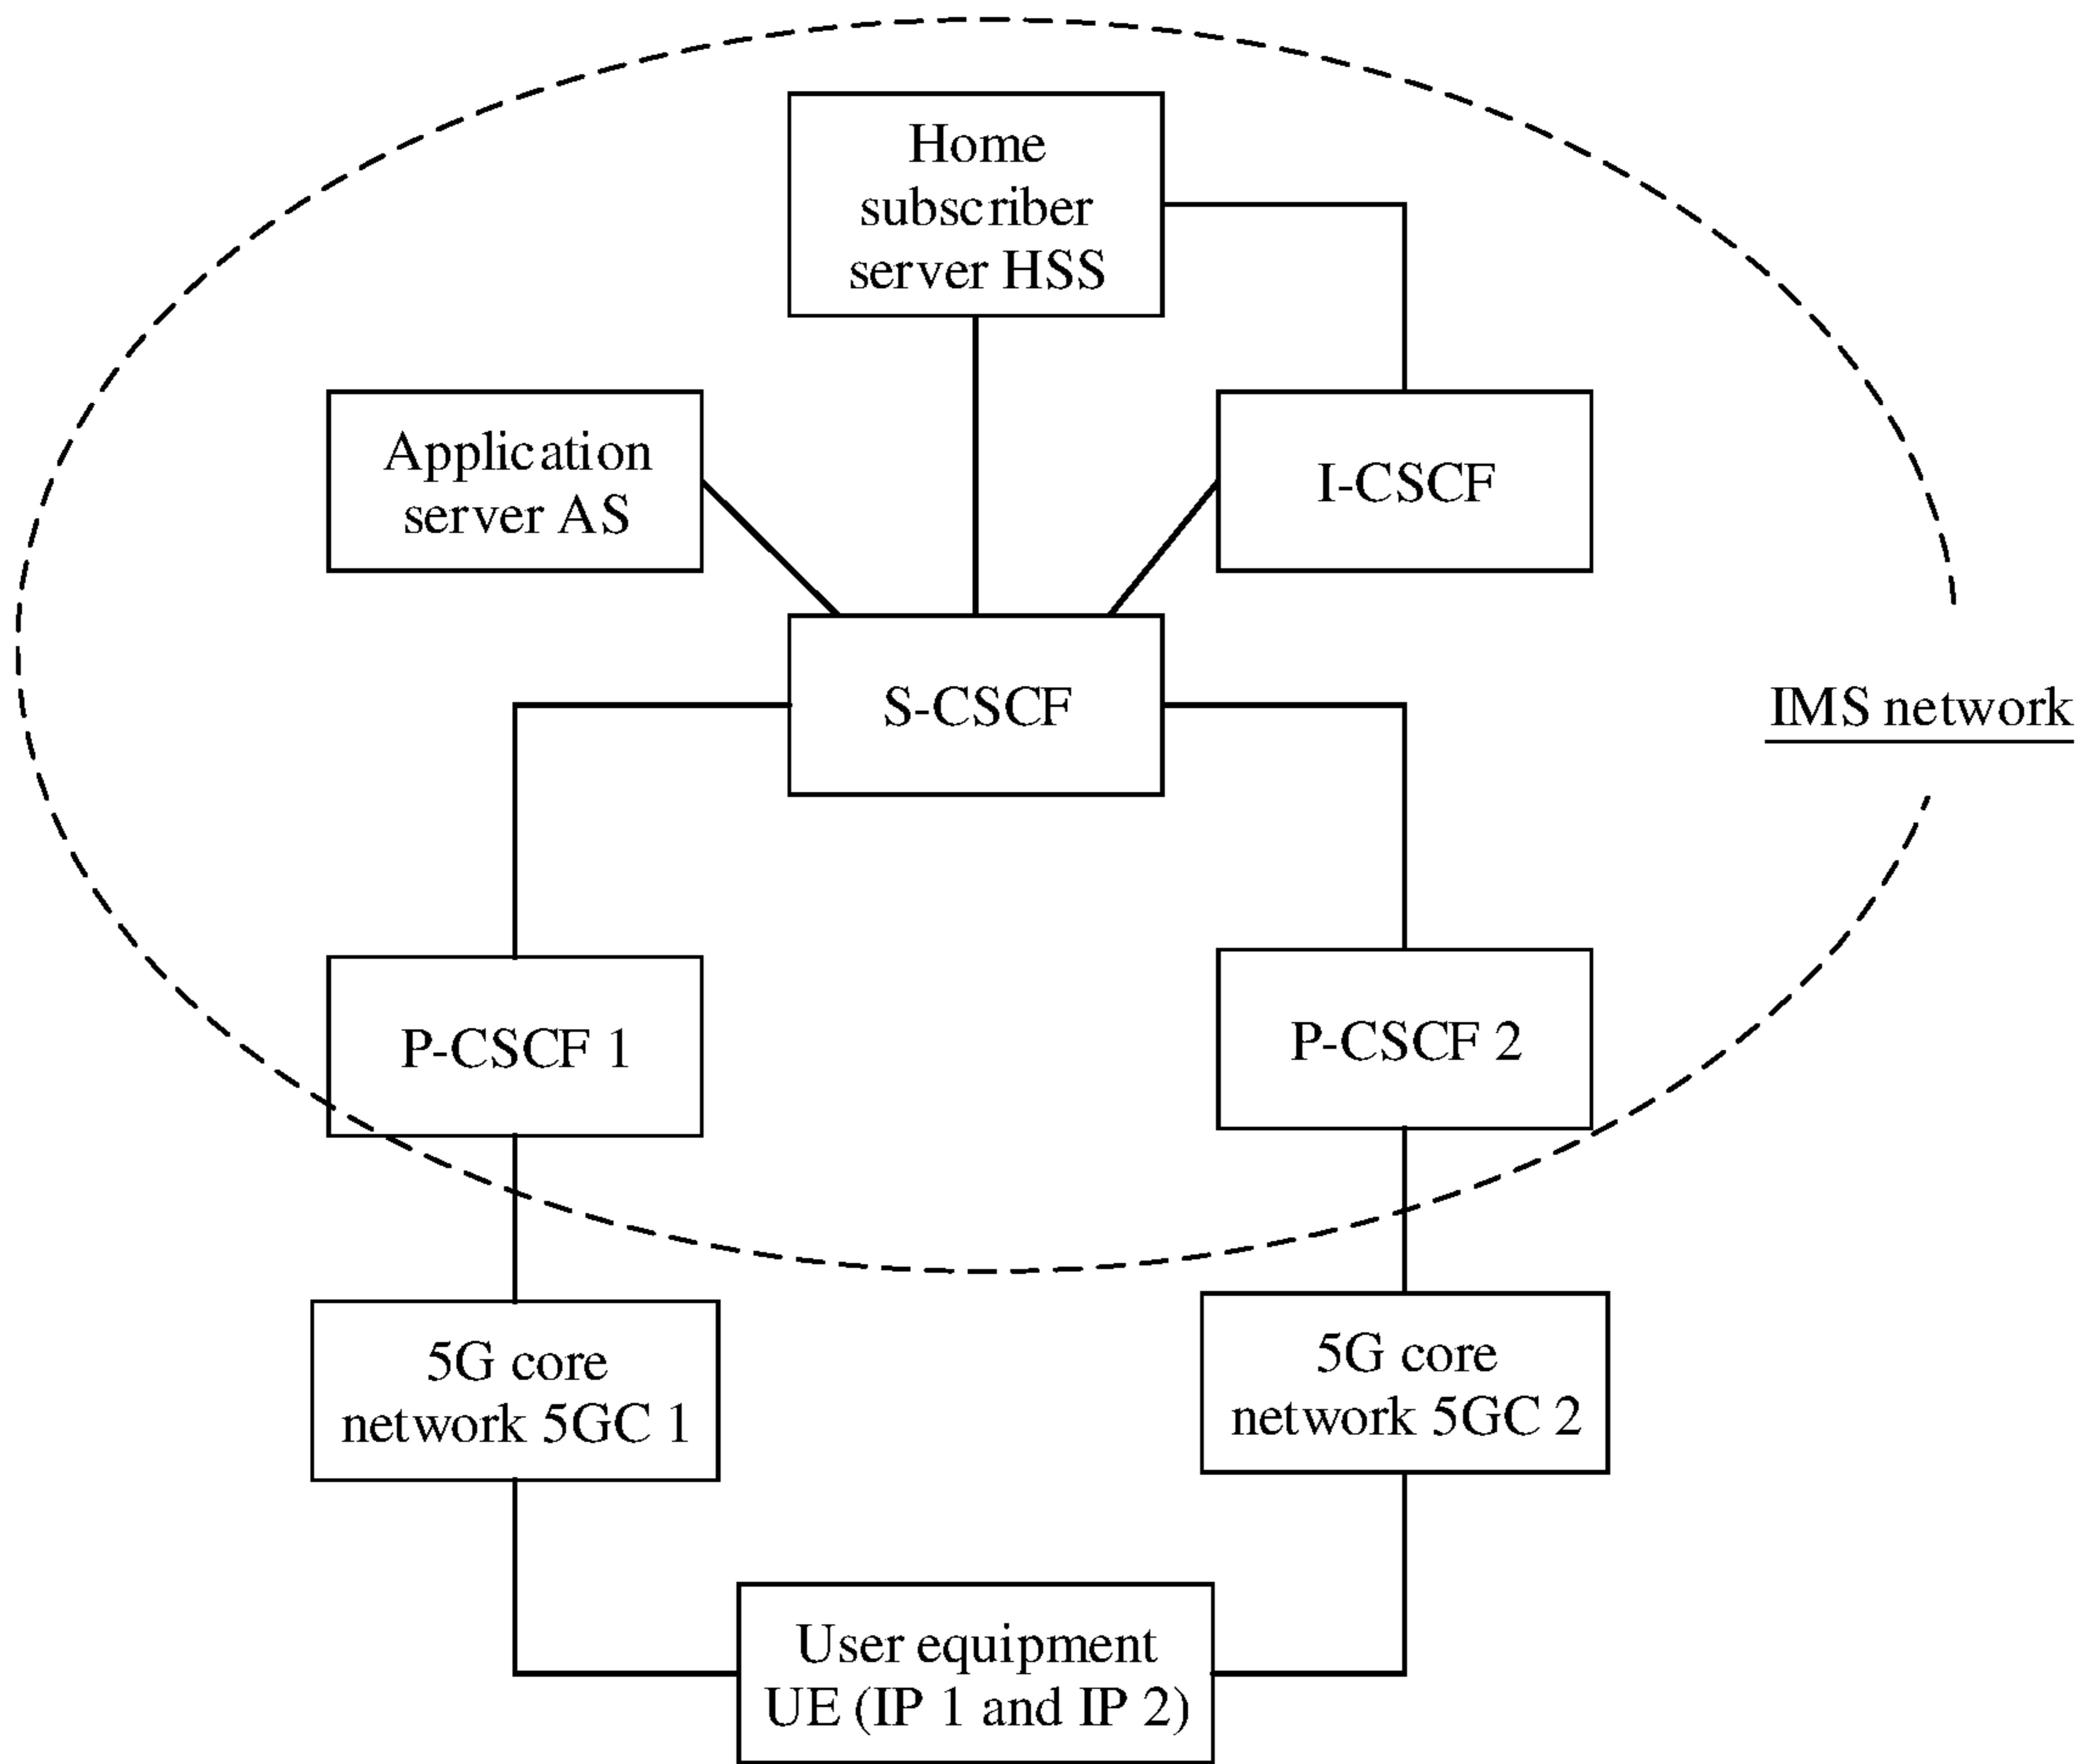 Home
subscriber
server HSS
Application
server AS
I-CSCF
S-CSCF
IMS network
P-CSCF 1
P-CSCF 2
5G core
network 5GC 1
5G core
network 5GC 2
User equipment
UE (IP 1 and IP 2)